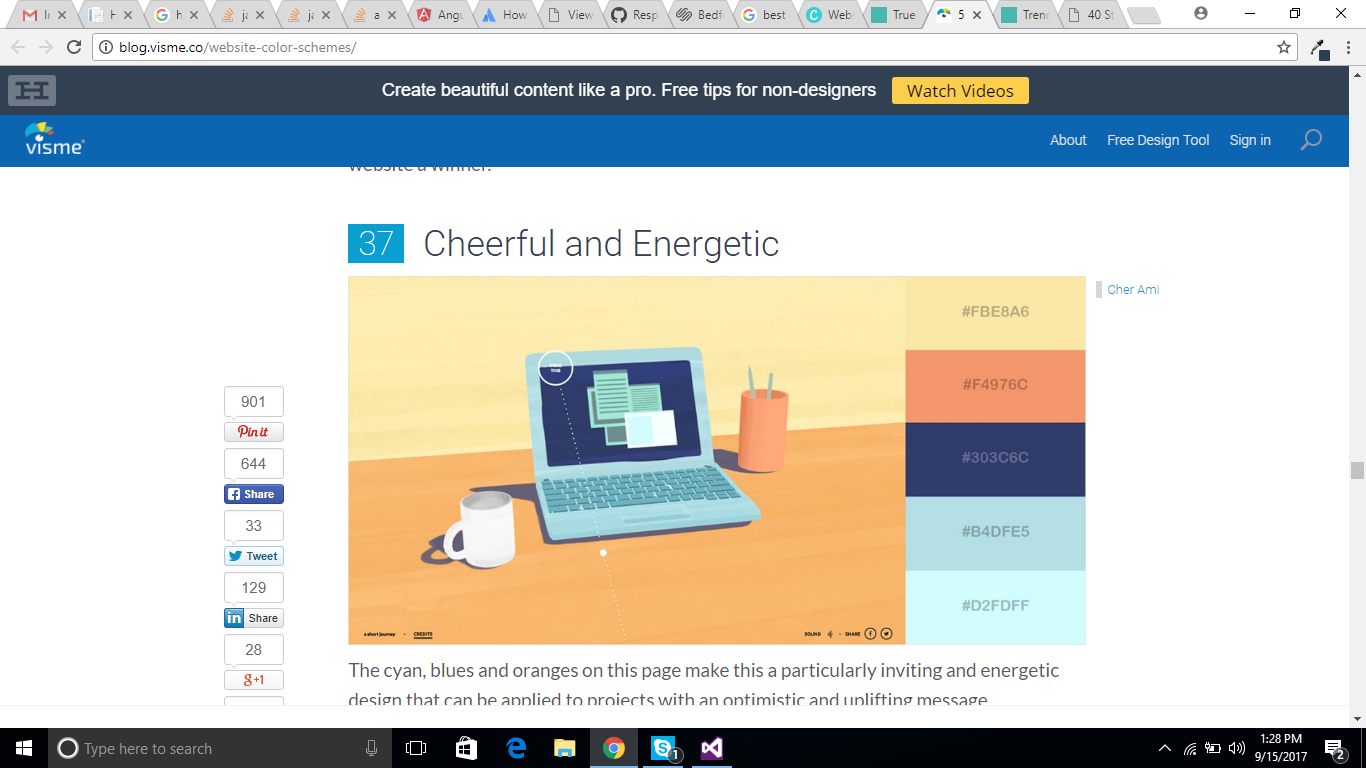 I
H
h
ja
ja
a
Angu
How
View
Resp
Bedf
best
Web
True
5
Trend
40 St
blog.visme.co/website-color-schemes/
Create beautiful content like a pro. Free tips for non-designers
Watch Videos
visme
About
Free Design Tool
Sign in
website a winner.
37 Cheerful and Energetic
Cher Ami
#FBE8A6
#F4976C
#303C6C
#B4DFE5
#D2FDFF
THIS
a short journey
CREDITS
SOUND
SHARE
901
Pin it
644
Share
33
Tweet
129
in Share
28
g+1
The cyan, blues and oranges on this page make this a particularly inviting and energetic
design that can be applied to projects with an optimistic and uplifting message.
Type here to search
1
1:28 PM
9/15/2017
2